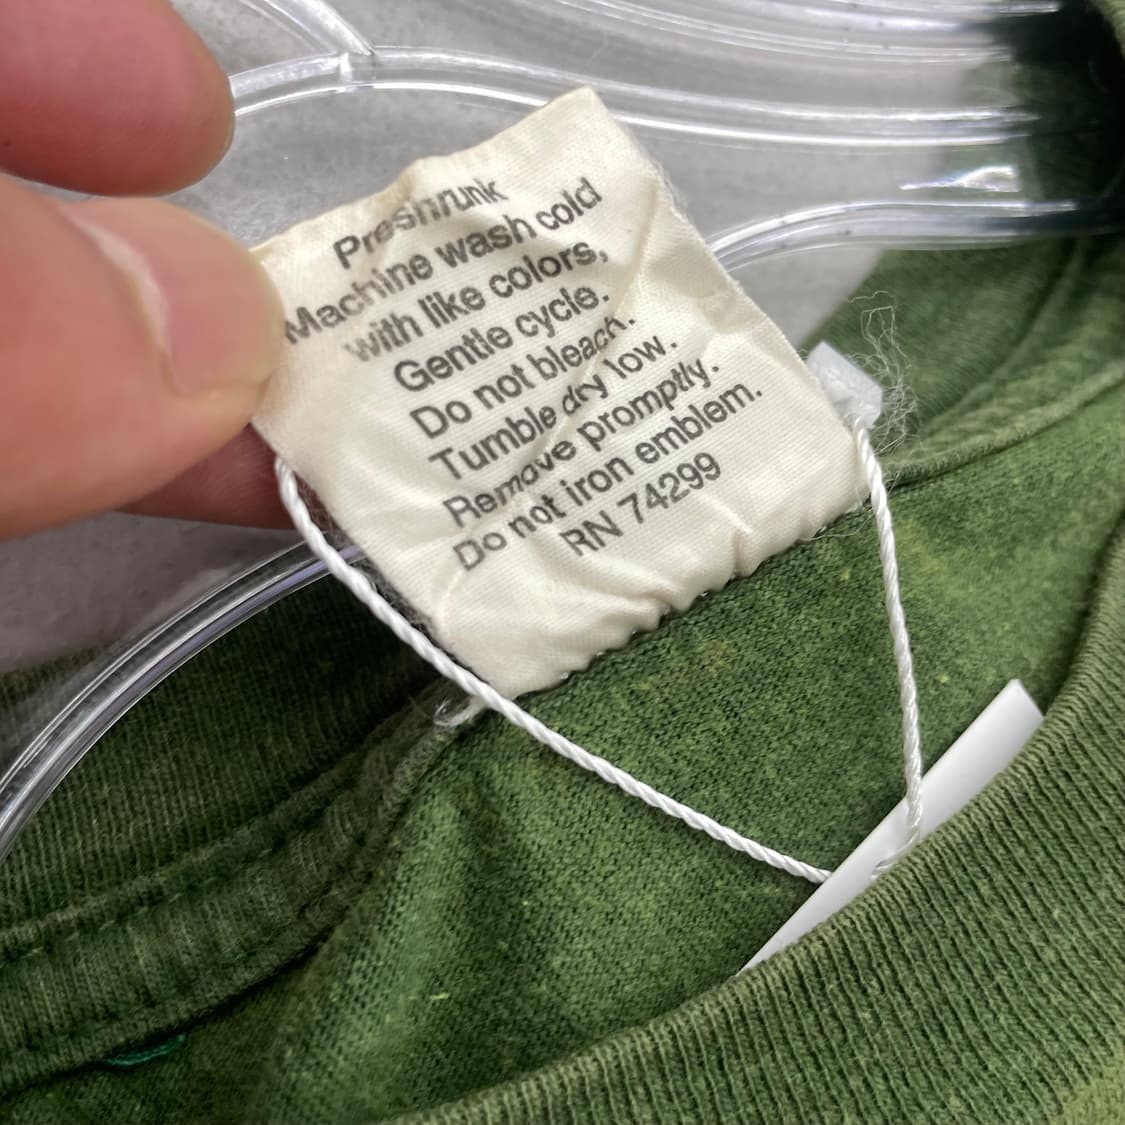 Preshrunk
Machine wash cold
with like colors,
Gentle cycle.
Do not bleach.
Tumble dry low.
Remove promptly.
Do not iron emblem.
RN 74299